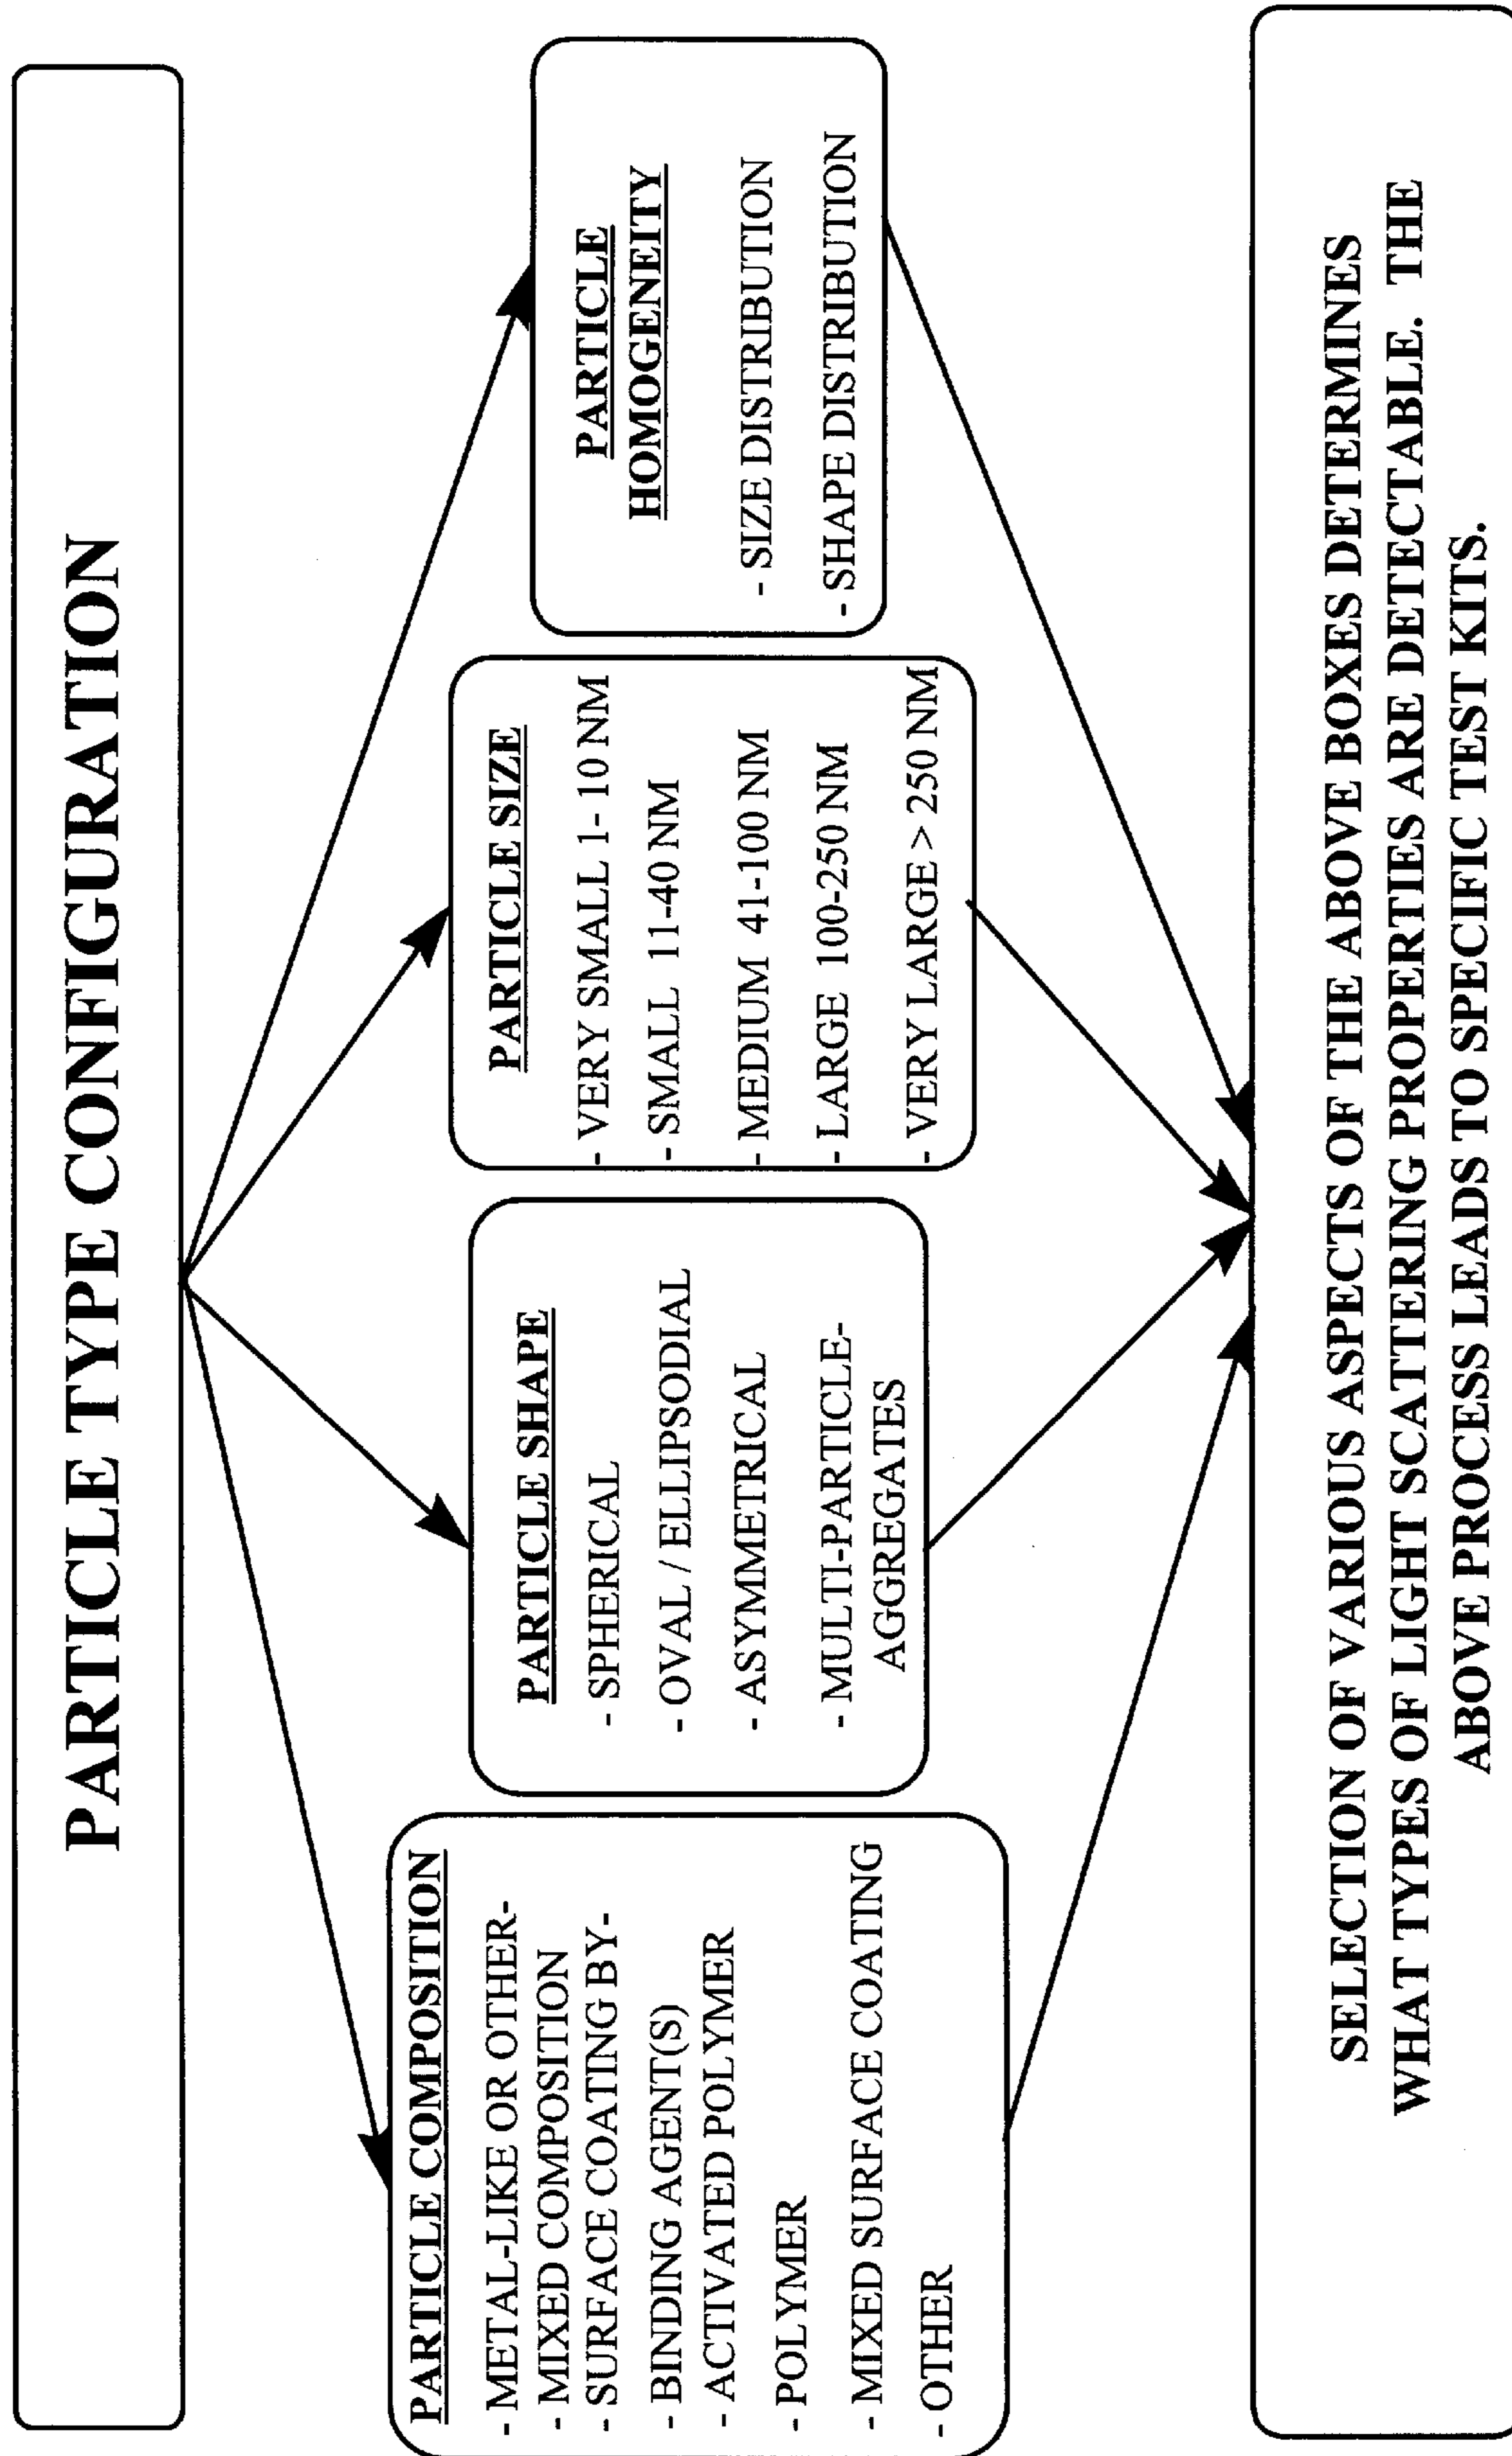 PARTICLE TYPE CONFIGURATION
PARTICLE COMPOSITION
- METAL-LIKE OR OTHER-
- MIXED COMPOSITION
- SURFACE COATING BY-
- BINDING AGENT(S)
- ACTIVATED POLYMER
- POLYMER
- MIXED SURFACE COATING
- OTHER
PARTICLE SHAPE
- SPHERICAL
- OVAL / ELLIPSODIAL
- ASYMMETRICAL
- MULTI-PARTICLE-
AGGREGATES
PARTICLE SIZE
- VERY SMALL 1- 10 NM
- SMALL 11-40 NM
- MEDIUM 41-100 NM
- LARGE 100-250 NM
- VERY LARGE > 250 NM
PARTICLE
HOMOGENEITY
- SIZE DISTRIBUTION
- SHAPE DISTRIBUTION
SELECTION OF VARIOUS ASPECTS OF THE ABOVE BOXES DETERMINES
WHAT TYPES OF LIGHT SCATTERING PROPERTIES ARE DETECTABLE. THE
ABOVE PROCESS LEADS TO SPECIFIC TEST KITS.